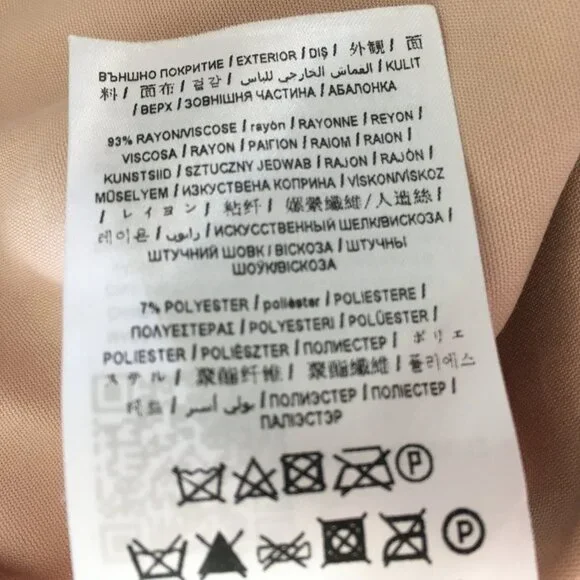 ВЪНШНО ПОКРИТИЕ / EXTERIOR / DIŞ / 外観 / 面
料 / 面布 / 겉감 / القماش الخارجي للباس / KULIT
/ ВЕРХ / ЗОВНІШНЯ ЧАСТИНА / АБАЛОНКА
93% RAYON/VISCOSE / rayón / RAYONNE / REYON /
VISCOSA / RAYON / ΡΑΙΓΙΟΝ / RAIOM / RAION /
KUNSTSIID / SZTUCZNY JEDWAB / RAJON / RAJÓN /
MŰSELYEM / ИЗКУСТВЕНА КОПРИНА / VISKON/VISKOZ
/ レイヨン / 粘纤 / 嫘縈纖維/人造絲 /
레이온 / رايون / ИСКУССТВЕННЫЙ ШЕЛК/ВИСКОЗА /
ШТУЧНИЙ ШОВК / ВІСКОЗА / ШТУЧНЫ
ШОЎК/ВІСКОЗА
7% POLYESTER / poliéster / POLIESTERE /
ΠΟΛΥΕΣΤΕΡΑΣ / POLYESTERI / POLÜESTER /
POLIESTER / POLIÉSZTER / ПОЛИЕСТЕР / ポリエ
ステル / 聚酯纤维 / 聚酯纖維 / 폴리에스
테르 / بولي أستر / ПОЛИЭСТЕР / ПОЛІЕСТЕР /
ПАЛІЭСТЭР
P
P